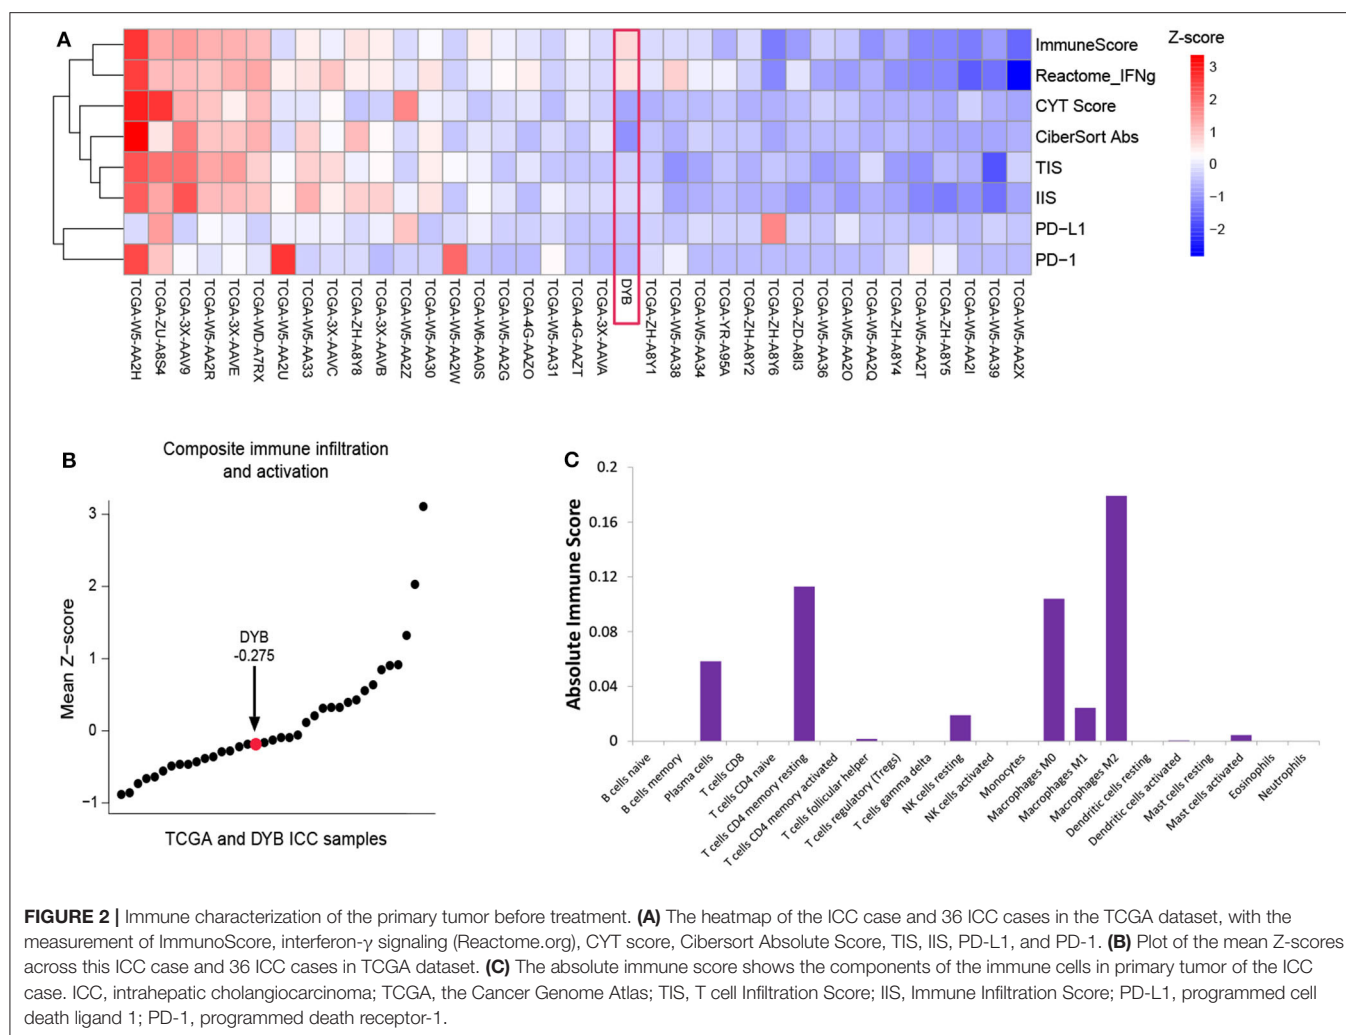 A
Z-score
ImmuneScore
Reactome_IFNg
CYT Score
CiberSort Abs
TIS
IIS
PD-L1
PD-1
3
2
1
0
-1
-2
TCGA-W5-AA2H
TCGA-ZU-A8S4
TCGA-3X-AAV9
TCGA-W5-AA2R
TCGA-3X-AAVE
TCGA-WD-A7RX
TCGA-W5-AA2U
TCGA-W5-AA33
TCGA-3X-AAVC
TCGA-ZH-A8Y8
TCGA-3X-AAVB
TCGA-W5-AA2Z
TCGA-W5-AA30
TCGA-W5-AA2W
TCGA-W6-AA0S
TCGA-W5-AA2G
TCGA-4G-AAZO
TCGA-W5-AA31
TCGA-4G-AAZT
TCGA-3X-AAVA
DYB
TCGA-ZH-A8Y1
TCGA-W5-AA38
TCGA-W5-AA34
TCGA-YR-A95A
TCGA-ZH-A8Y2
TCGA-ZH-A8Y6
TCGA-ZD-A8I3
TCGA-W5-AA36
TCGA-W5-AA2O
TCGA-W5-AA2Q
TCGA-ZH-A8Y4
TCGA-W5-AA2T
TCGA-ZH-A8Y5
TCGA-W5-AA2I
TCGA-W5-AA39
TCGA-W5-AA2X
B
Composite immune infiltration
and activation
Mean Z-score
3
2
1
0
-1
DYB
-0.275
TCGA and DYB ICC samples
C
Absolute Immune Score
0.2
0.16
0.12
0.08
0.04
0
B cells naive
B cells memory
Plasma cells
T cells CD8
T cells CD4 naive
T cells CD4 memory resting
T cells CD4 memory activated
T cells follicular helper
T cells regulatory (Tregs)
T cells gamma delta
NK cells resting
NK cells activated
Monocytes
Macrophages M0
Macrophages M1
Macrophages M2
Dendritic cells resting
Dendritic cells activated
Mast cells resting
Mast cells activated
Eosinophils
Neutrophils
FIGURE 2 | Immune characterization of the primary tumor before treatment. (A) The heatmap of the ICC case and 36 ICC cases in the TCGA dataset, with the
measurement of ImmunoScore, interferon-γ signaling (Reactome.org), CYT score, Cibersort Absolute Score, TIS, IIS, PD-L1, and PD-1. (B) Plot of the mean Z-scores
across this ICC case and 36 ICC cases in TCGA dataset. (C) The absolute immune score shows the components of the immune cells in primary tumor of the ICC
case. ICC, intrahepatic cholangiocarcinoma; TCGA, the Cancer Genome Atlas; TIS, T cell Infiltration Score; IIS, Immune Infiltration Score; PD-L1, programmed cell
death ligand 1; PD-1, programmed death receptor-1.